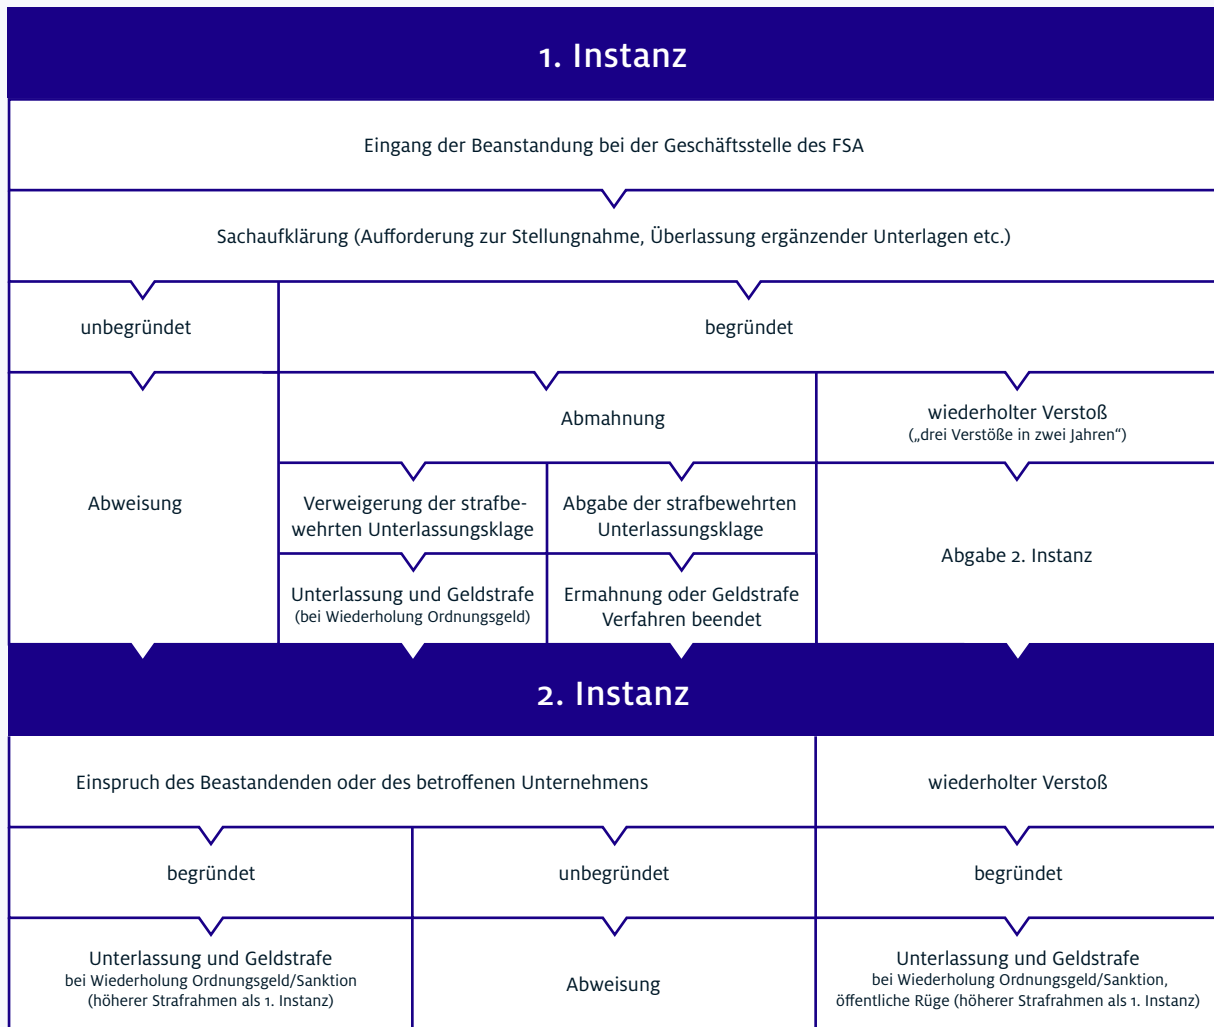 1. Instanz
Eingang der Beanstandung bei der Geschäftsstelle des FSA
Sachaufklärung (Aufforderung zur Stellungnahme, Überlassung ergänzender Unterlagen etc.)
unbegründet
begründet
Abweisung
Abmahnung
wiederholter Verstoß
(„drei Verstöße in zwei Jahren“)
Verweigerung der strafbe-
wehrten Unterlassungsklage
Abgabe der strafbewehrten
Unterlassungsklage
Abgabe 2. Instanz
Unterlassung und Geldstrafe
(bei Wiederholung Ordnungsgeld)
Ermahnung oder Geldstrafe
Verfahren beendet
2. Instanz
Einspruch des Beastandenden oder des betroffenen Unternehmens
wiederholter Verstoß
begründet
unbegründet
begründet
Unterlassung und Geldstrafe
bei Wiederholung Ordnungsgeld/Sanktion
(höherer Strafrahmen als 1. Instanz)
Abweisung
Unterlassung und Geldstrafe
bei Wiederholung Ordnungsgeld/Sanktion,
öffentliche Rüge (höherer Strafrahmen als 1. Instanz)